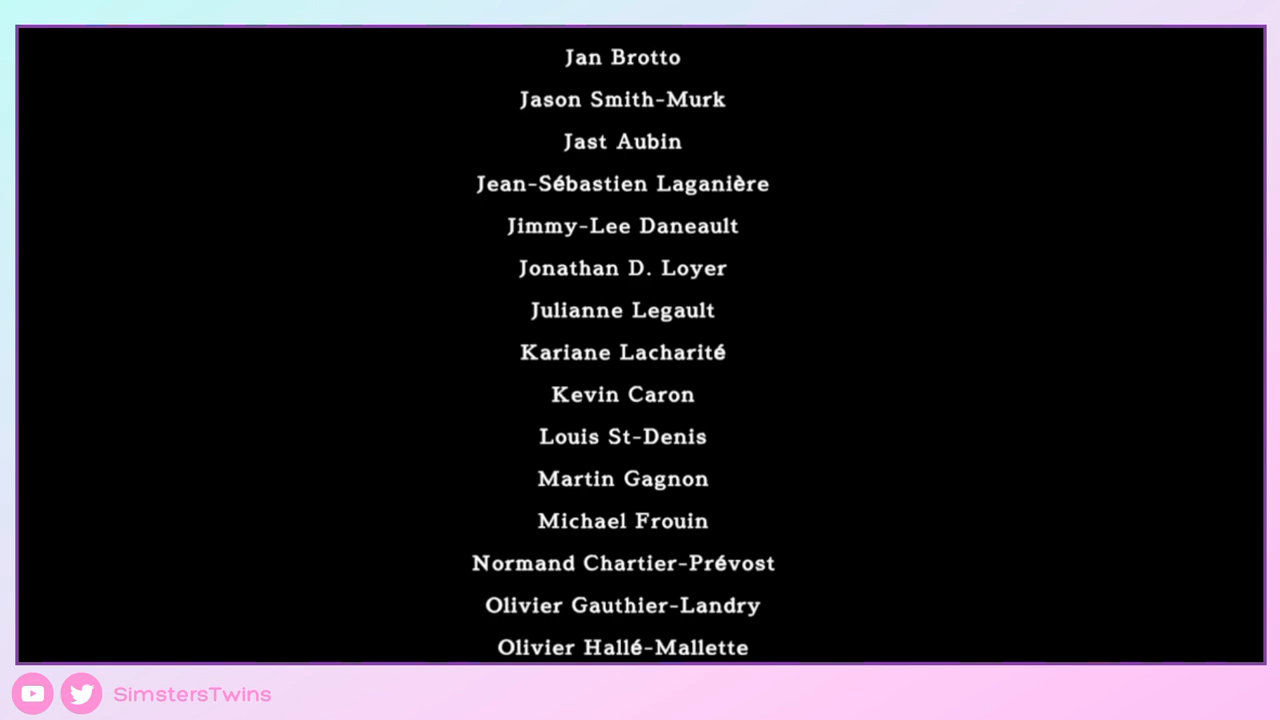 Jan Brotto
Jason Smith-Murk
Jast Aubin
Jean-Sébastien Laganière
Jimmy-Lee Daneault
Jonathan D. Loyer
Julianne Legault
Kariane Lacharité
Kevin Caron
Louis St-Denis
Martin Gagnon
Michael Frouin
Normand Chartier-Prévost
Olivier Gauthier-Landry
Olivier Hallé-Mallette
SimstersTwins